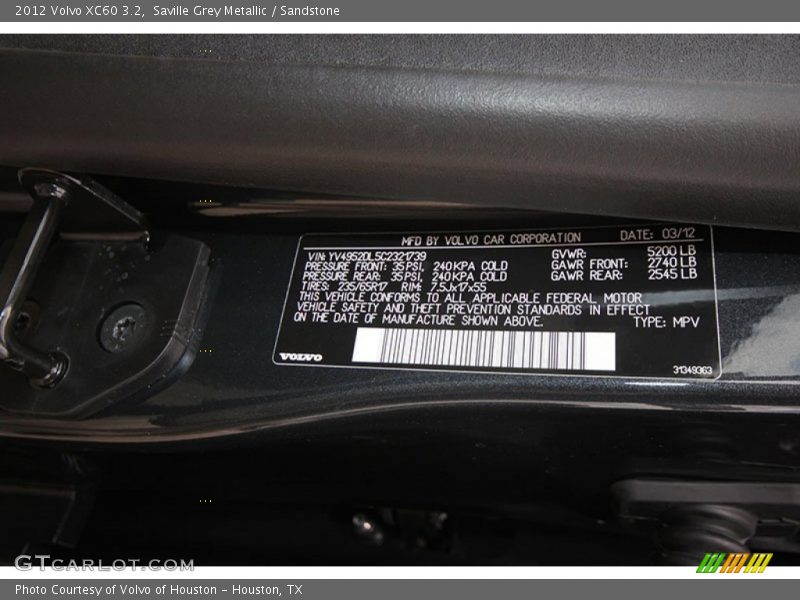 2012 Volvo XC60 3.2, Saville Grey Metallic / Sandstone
MFD BY VOLVO CAR CORPORATION DATE: 03/12
VIN: YV4952DL5C2321739 GVWR: 5200 LB
PRESSURE FRONT: 35 PSI, 240 KPA COLD GAWR FRONT: 2740 LB
PRESSURE REAR: 35 PSI, 240 KPA COLD GAWR REAR: 2545 LB
TIRES: 235/65R17 RIM: 7.5Jx17x55
THIS VEHICLE CONFORMS TO ALL APPLICABLE FEDERAL MOTOR
VEHICLE SAFETY AND THEFT PREVENTION STANDARDS IN EFFECT
ON THE DATE OF MANUFACTURE SHOWN ABOVE. TYPE: MPV
VOLVO
31349363
GTCarLot.com
Photo Courtesy of Volvo of Houston - Houston, TX